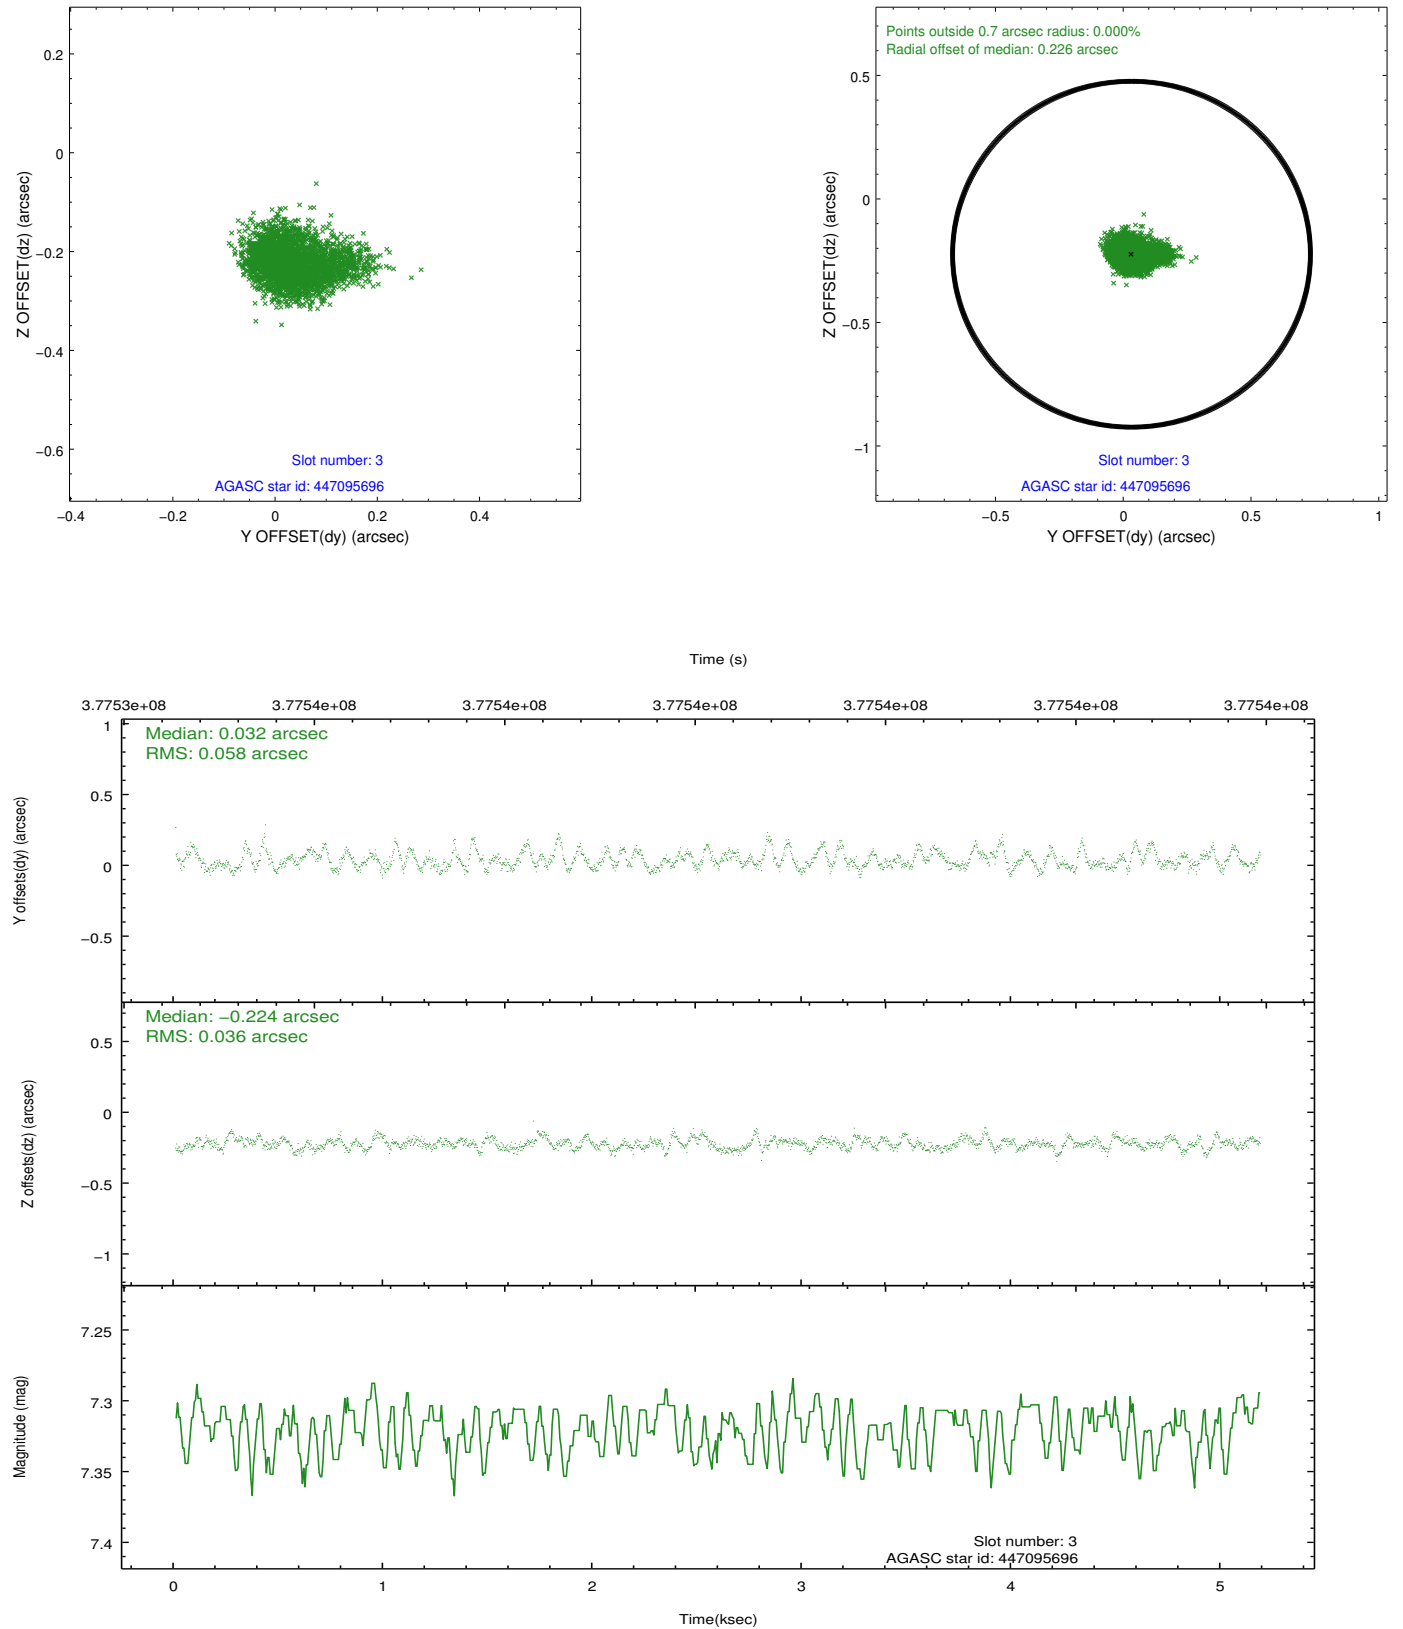 0.2
0
−0.2
−0.4
−0.6
Z OFFSET(dz) (arcsec)
Slot number: 3
AGASC star id: 447095696
−0.4 −0.2 0 0.2 0.4
Y OFFSET(dy) (arcsec)
Points outside 0.7 arcsec radius: 0.000%
Radial offset of median: 0.226 arcsec
0.5
0
−0.5
−1
Z OFFSET(dz) (arcsec)
Slot number: 3
AGASC star id: 447095696
−0.5 0 0.5 1
Y OFFSET(dy) (arcsec)
Time (s)
3.7753e+08 3.7754e+08 3.7754e+08 3.7754e+08 3.7754e+08 3.7754e+08 3.7754e+08
Median: 0.032 arcsec
RMS: 0.058 arcsec
1
0.5
0
−0.5
Y offsets(dy) (arcsec)
Median: −0.224 arcsec
RMS: 0.036 arcsec
0.5
0
−0.5
−1
Z offsets(dz) (arcsec)
7.25
7.3
7.35
7.4
Magnitude (mag)
Slot number: 3
AGASC star id: 447095696
0 1 2 3 4 5
Time(ksec)